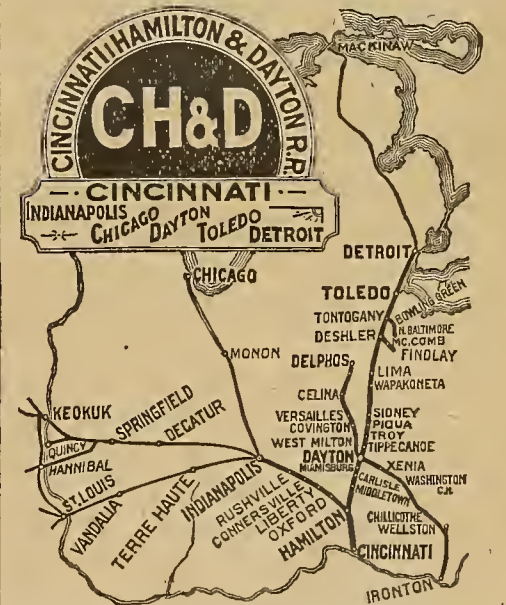 CINCINNATI, HAMILTON & DAYTON R.R.
CH&D
CINCINNATI
INDIANAPOLIS
CHICAGO
DAYTON
TOLEDO
DETROIT
MACKINAW
CHICAGO
DETROIT
TOLEDO
BOWLING GREEN
TONTOGANY
N. BALTIMORE
DESHLER
MC. COMB
FINDLAY
MONON
DELPHOS
LIMA
WAPAKONETA
CELINA
KEOKUK
SPRINGFIELD
DECATUR
VERSAILLES
COVINGTON
WEST MILTON
SIDNEY
PIQUA
TROY
TIPPECANOE
QUINCY
HANNIBAL
DAYTON
MIAMISBURG
XENIA
WASHINGTON C.H.
CARLISLE
MIDDLETOWN
ST. LOUIS
VANDALIA
TERRE HAUTE
INDIANAPOLIS
RUSHVILLE
CONNERSVILLE
LIBERTY
OXFORD
HAMILTON
CHILLICOTHE
WELLSTON
CINCINNATI
IRONTON